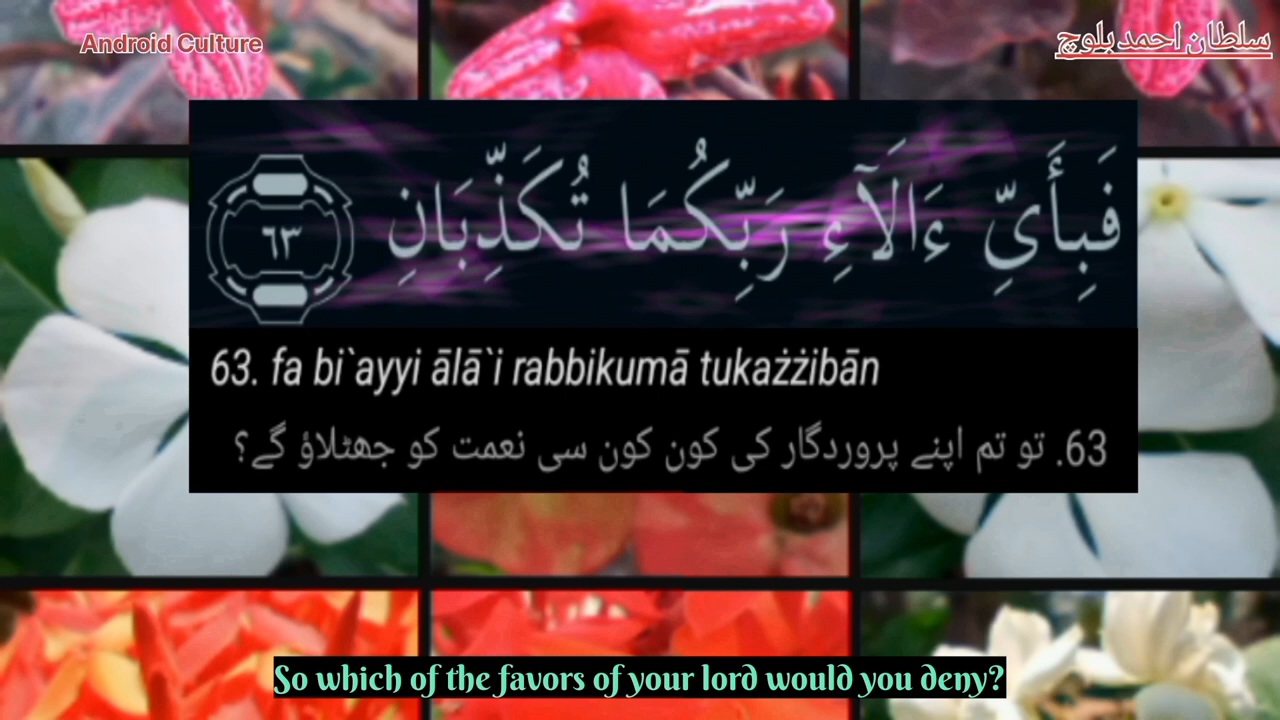 Android Culture
سلطان احمد بلوچ
فَبِأَىِّ ءَالَآءِ رَبِّكُمَا تُكَذِّبَانِ ٦٣
63. fa bi`ayyi ālā`i rabbikumā tukażżibān
63. تو تم اپنے پروردگار کی کون کون سی نعمت کو جھٹلاؤ گے؟
So which of the favors of your lord would you deny?